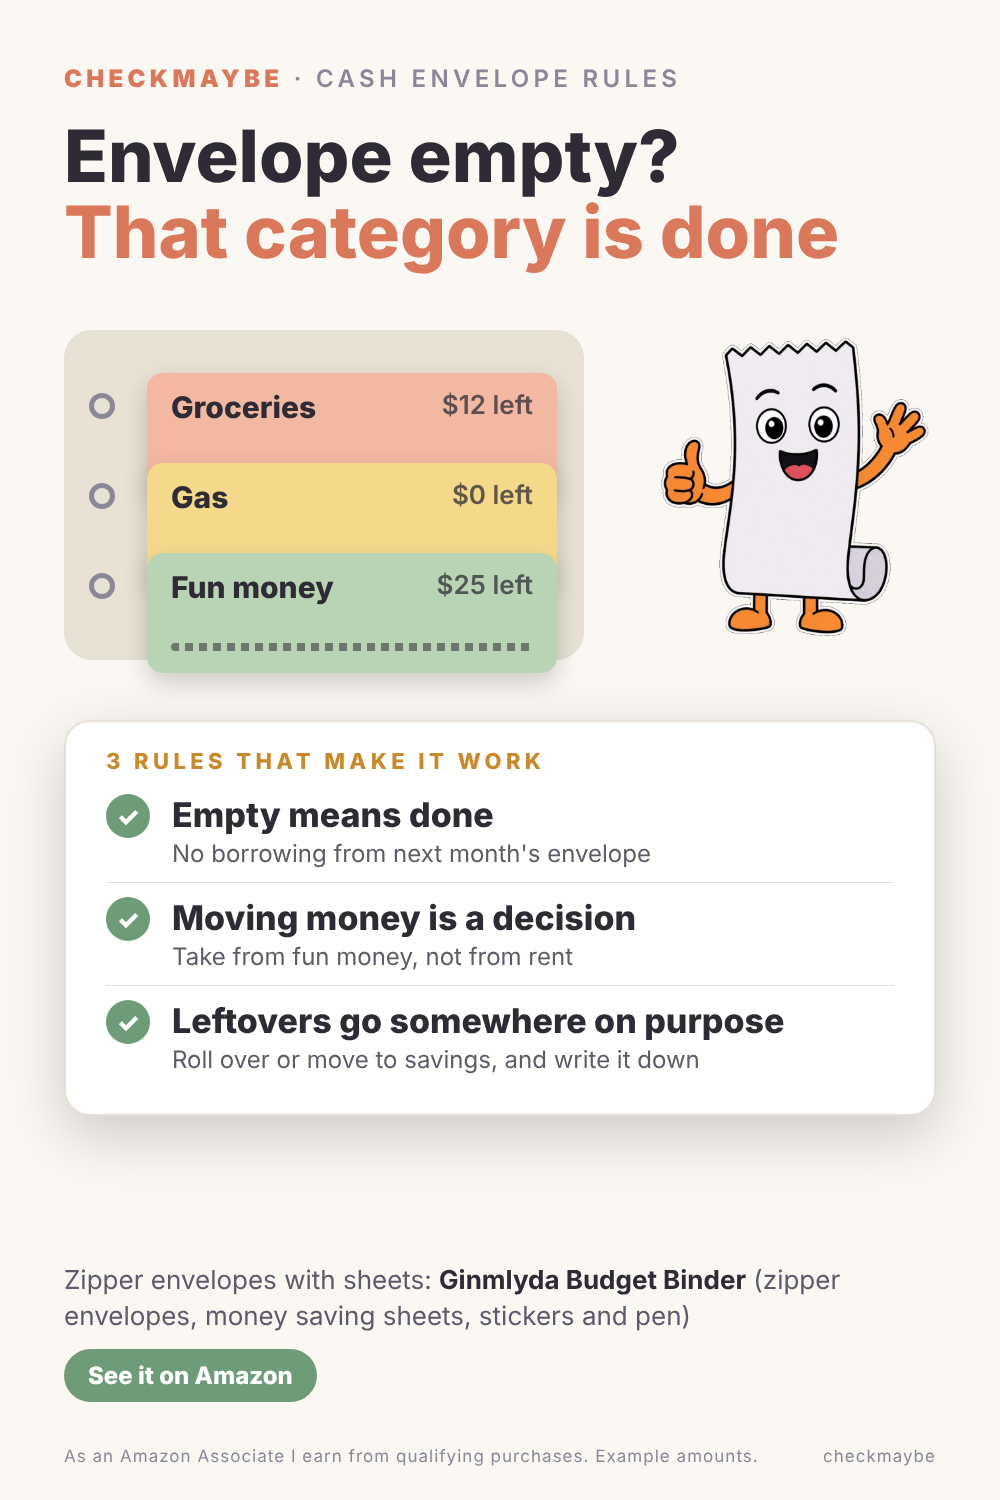 CHECKMAYBE · CASH ENVELOPE RULES
Envelope empty?
That category is done
Groceries $12 left
Gas $0 left
Fun money $25 left
3 RULES THAT MAKE IT WORK
Empty means done
No borrowing from next month's envelope
Moving money is a decision
Take from fun money, not from rent
Leftovers go somewhere on purpose
Roll over or move to savings, and write it down
Zipper envelopes with sheets: Ginmlyda Budget Binder (zipper
envelopes, money saving sheets, stickers and pen)
See it on Amazon
As an Amazon Associate I earn from qualifying purchases. Example amounts. checkmaybe